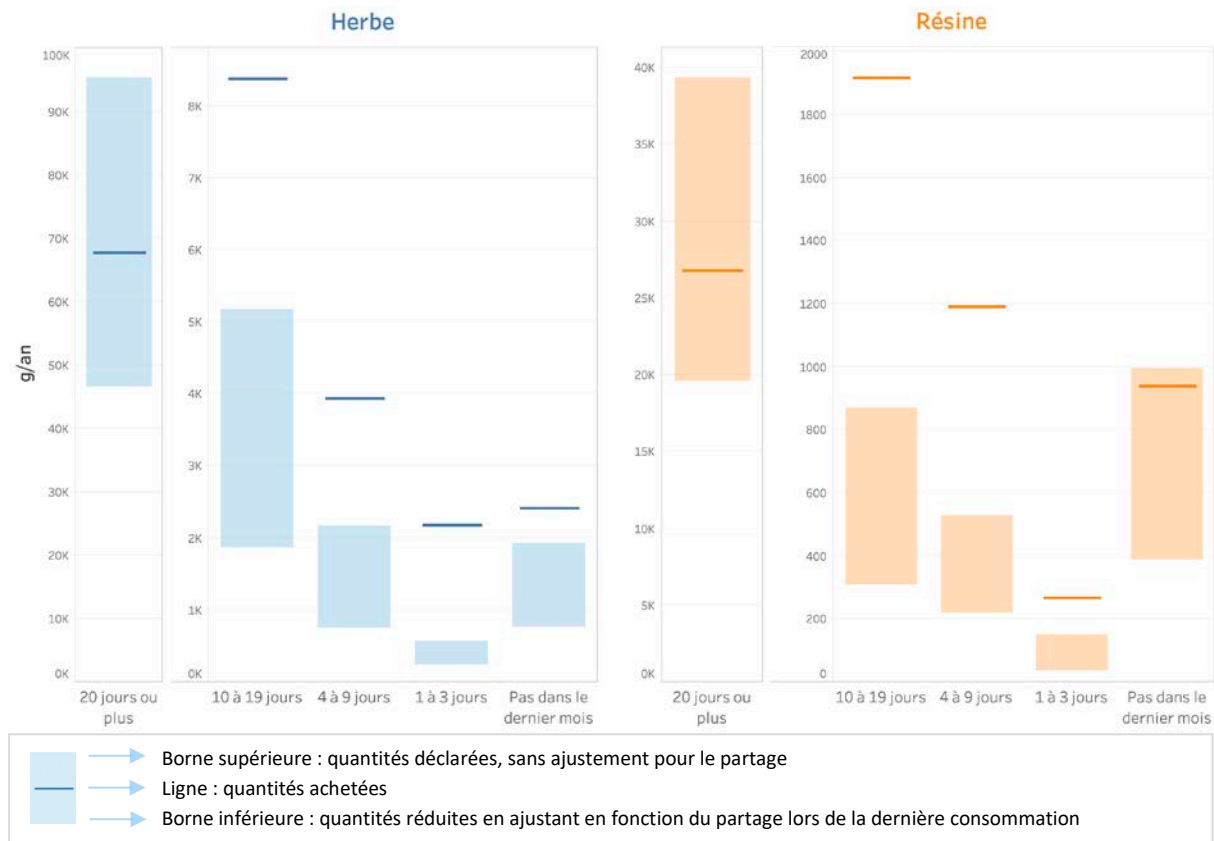 Herbe
Résine
g/an
100K
90K
80K
70K
60K
50K
40K
30K
20K
10K
0K
8K
7K
6K
5K
4K
3K
2K
1K
0K
40K
35K
30K
25K
20K
15K
10K
5K
0K
2000
1800
1600
1400
1200
1000
800
600
400
200
0
20 jours ou
plus
10 à 19 jours
4 à 9 jours
1 à 3 jours
Pas dans le
dernier mois
20 jours ou
plus
10 à 19 jours
4 à 9 jours
1 à 3 jours
Pas dans le
dernier mois
Borne supérieure : quantités déclarées, sans ajustement pour le partage
Ligne : quantités achetées
Borne inférieure : quantités réduites en ajustant en fonction du partage lors de la dernière consommation